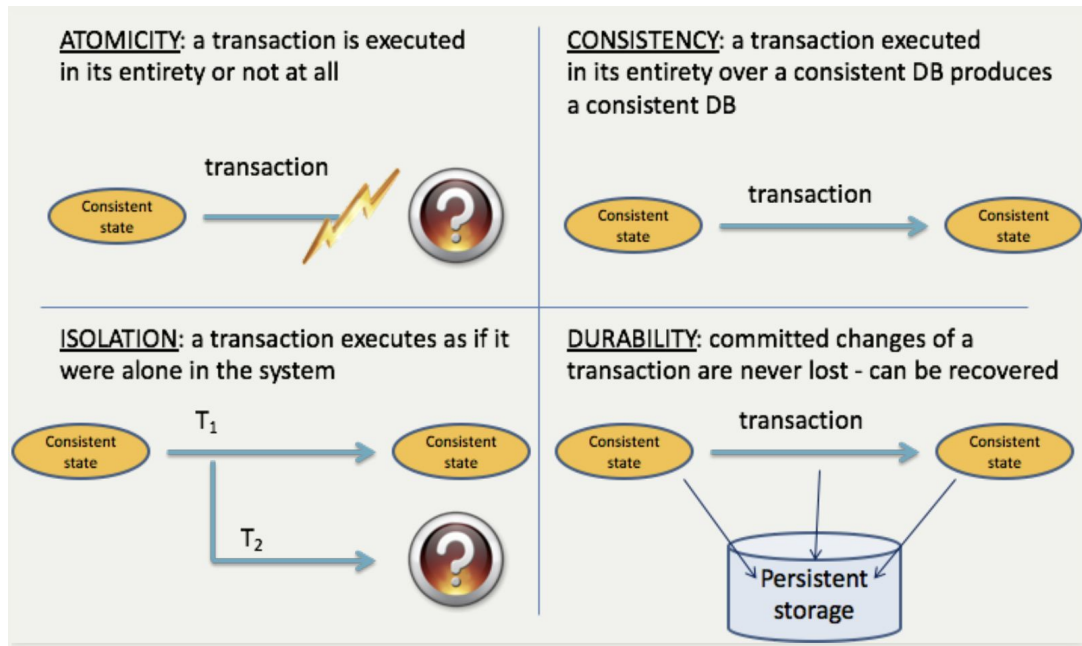 ATOMICITY: a transaction is executed
in its entirety or not at all
transaction
Consistent
state
?
CONSISTENCY: a transaction executed
in its entirety over a consistent DB produces
a consistent DB
transaction
Consistent
state
Consistent
state
ISOLATION: a transaction executes as if it
were alone in the system
T1
Consistent
state
Consistent
state
T2
?
DURABILITY: committed changes of a
transaction are never lost - can be recovered
transaction
Consistent
state
Consistent
state
Persistent
storage